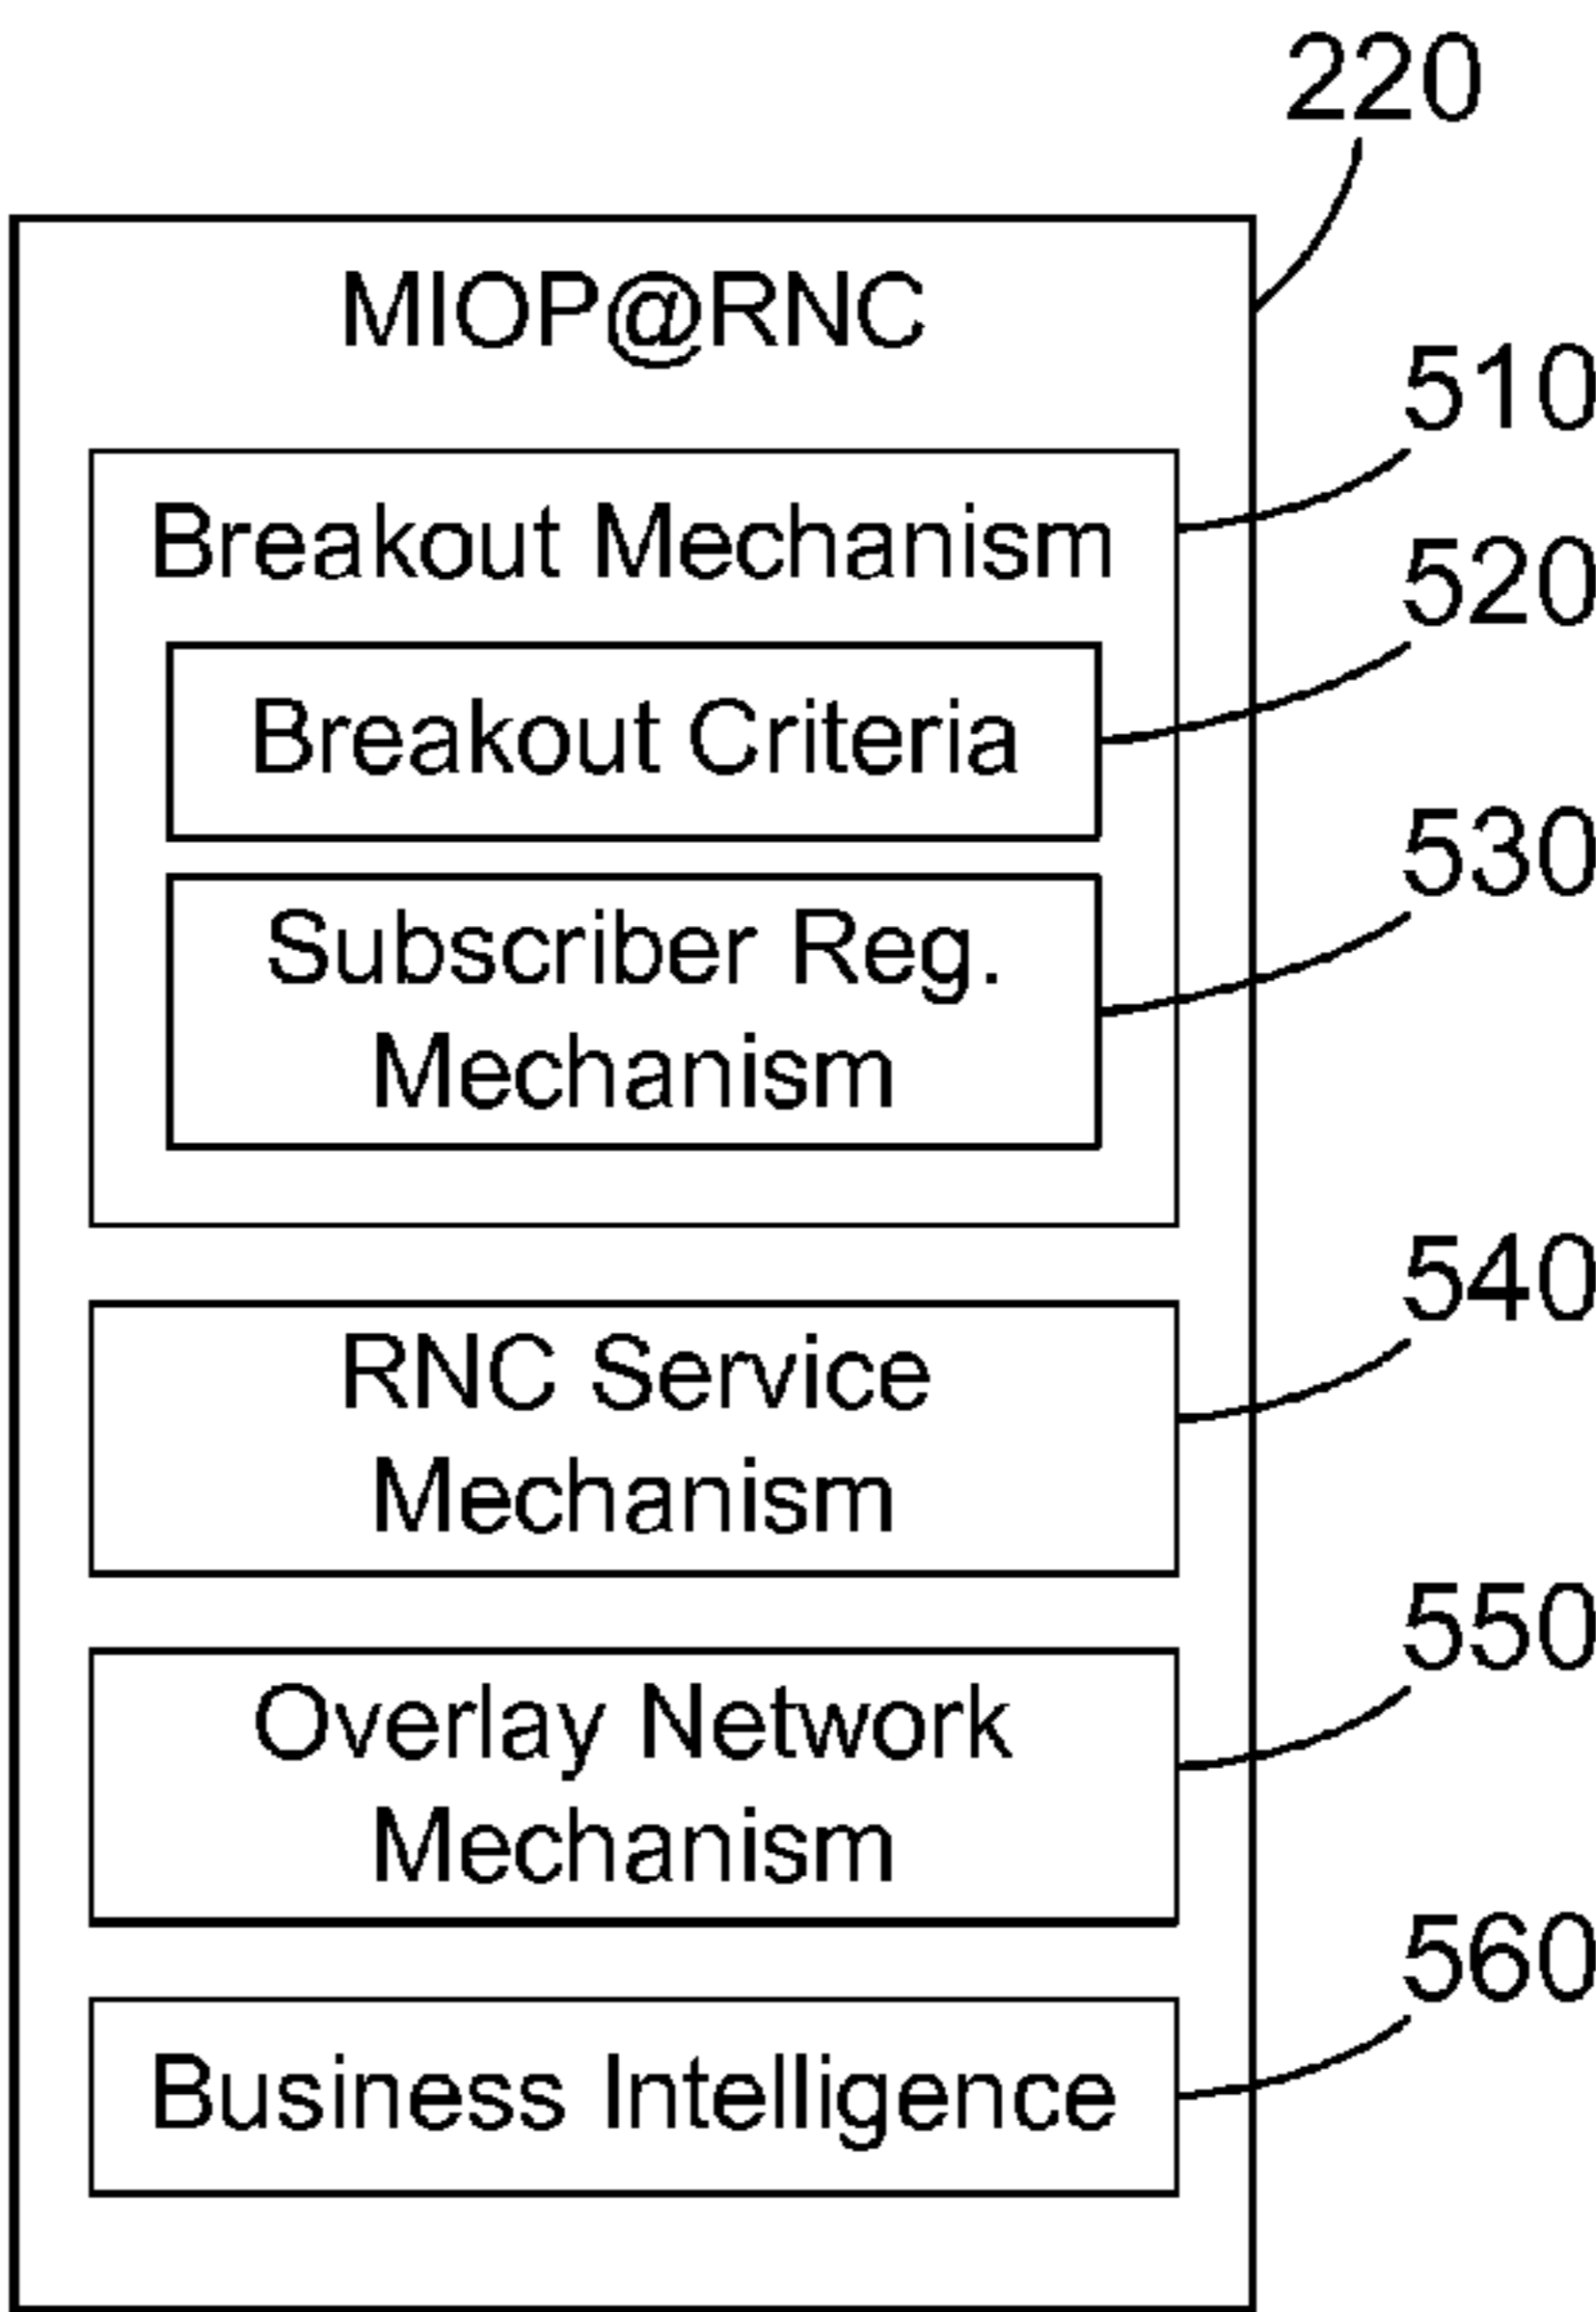 220
MIOP@RNC
510
Breakout Mechanism
520
Breakout Criteria
530
Subscriber Reg.
Mechanism
540
RNC Service
Mechanism
550
Overlay Network
Mechanism
560
Business Intelligence